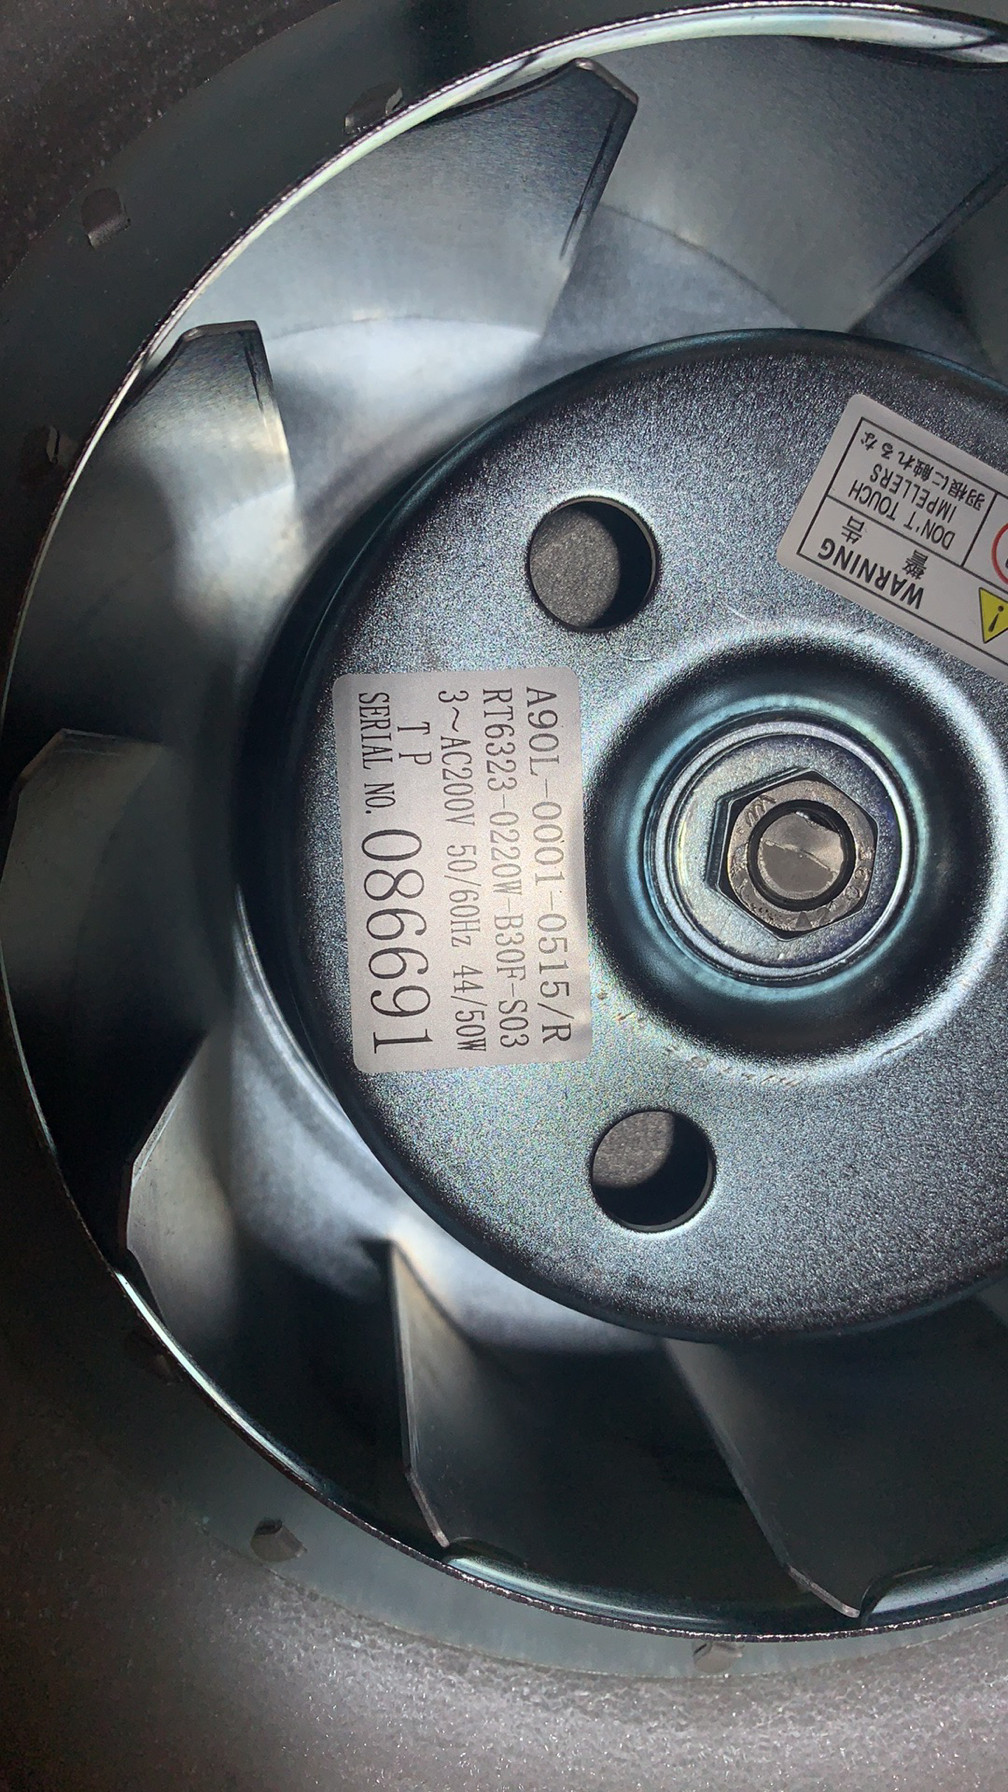 A90L-0001-0515/R
RT6323-0220W-B30F-S03
3～AC200V 50/60Hz 44/50W
T P
SERIAL NO. 086691
WARNING
警 告
DON'T TOUCH
IMPELLERS
羽根に触れるな